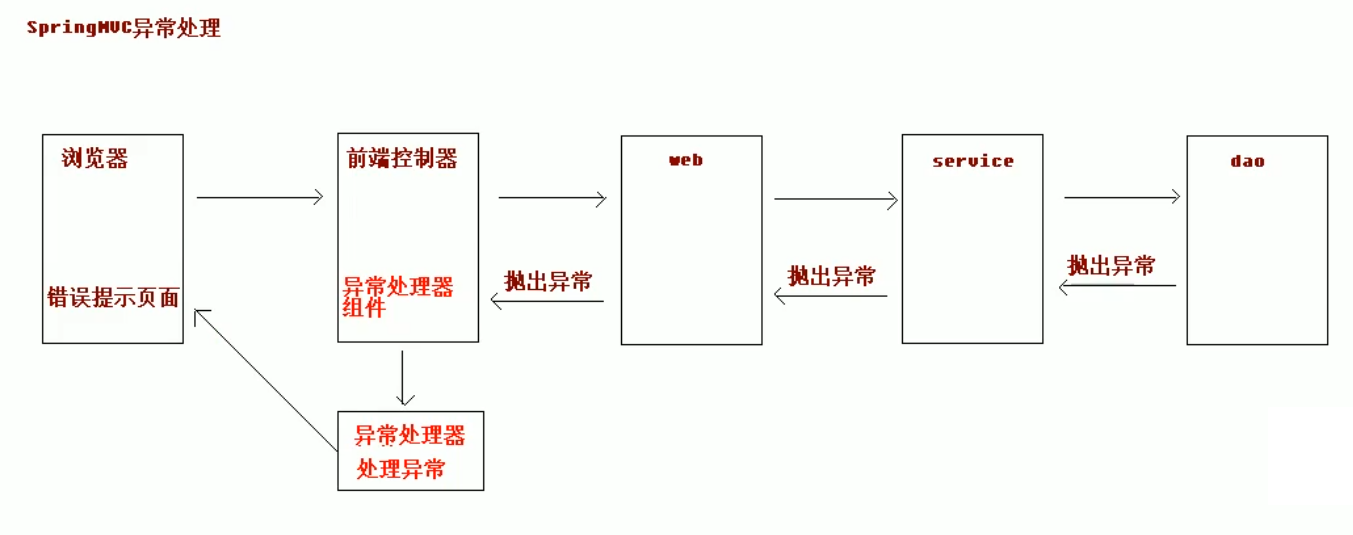 SpringMVC异常处理
浏览器
前端控制器
web
service
dao
抛出异常
抛出异常
抛出异常
错误提示页面
异常处理器
组件
异常处理器
处理异常